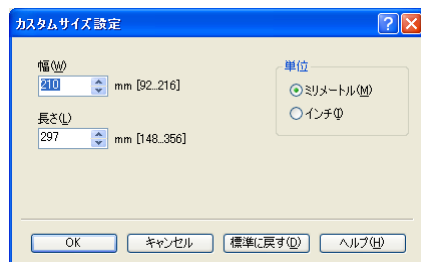 カスタムサイズ設定
幅(W)
210 mm [92...216]
長さ(L)
297 mm [148...356]
単位
ミリメートル(M)
インチ(I)
OK キャンセル 標準に戻す(D) ヘルプ(H)